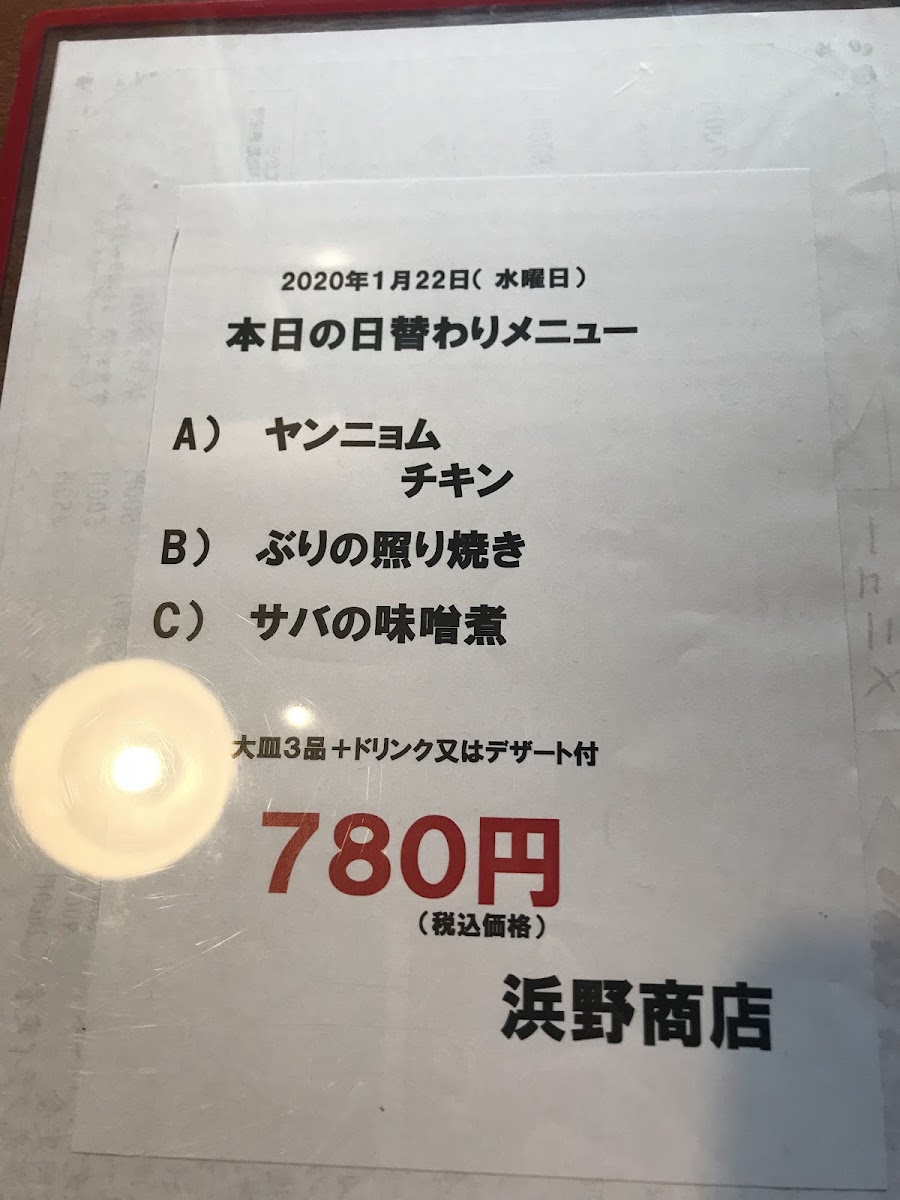 2020年1月22日( 水曜日)
本日の日替わりメニュー
A) ヤンニョム
チキン
B) ぶりの照り焼き
C) サバの味噌煮
大皿3品+ドリンク又はデザート付
780円
(税込価格)
浜野商店